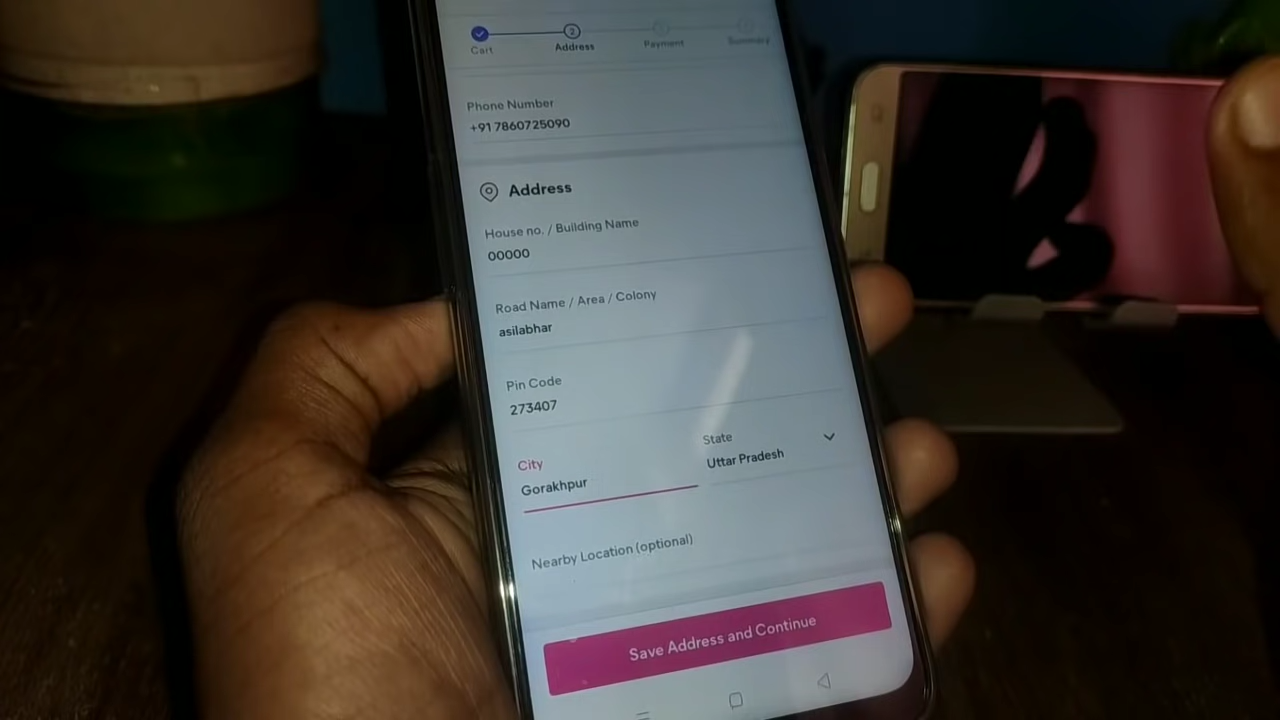 Cart
2
Address
Payment
Summary
Phone Number
+91 7860725090
Address
House no. / Building Name
00000
Road Name / Area / Colony
asilabhar
Pin Code
273407
City
State
Gorakhpur
Uttar Pradesh
Nearby Location (optional)
Save Address and Continue